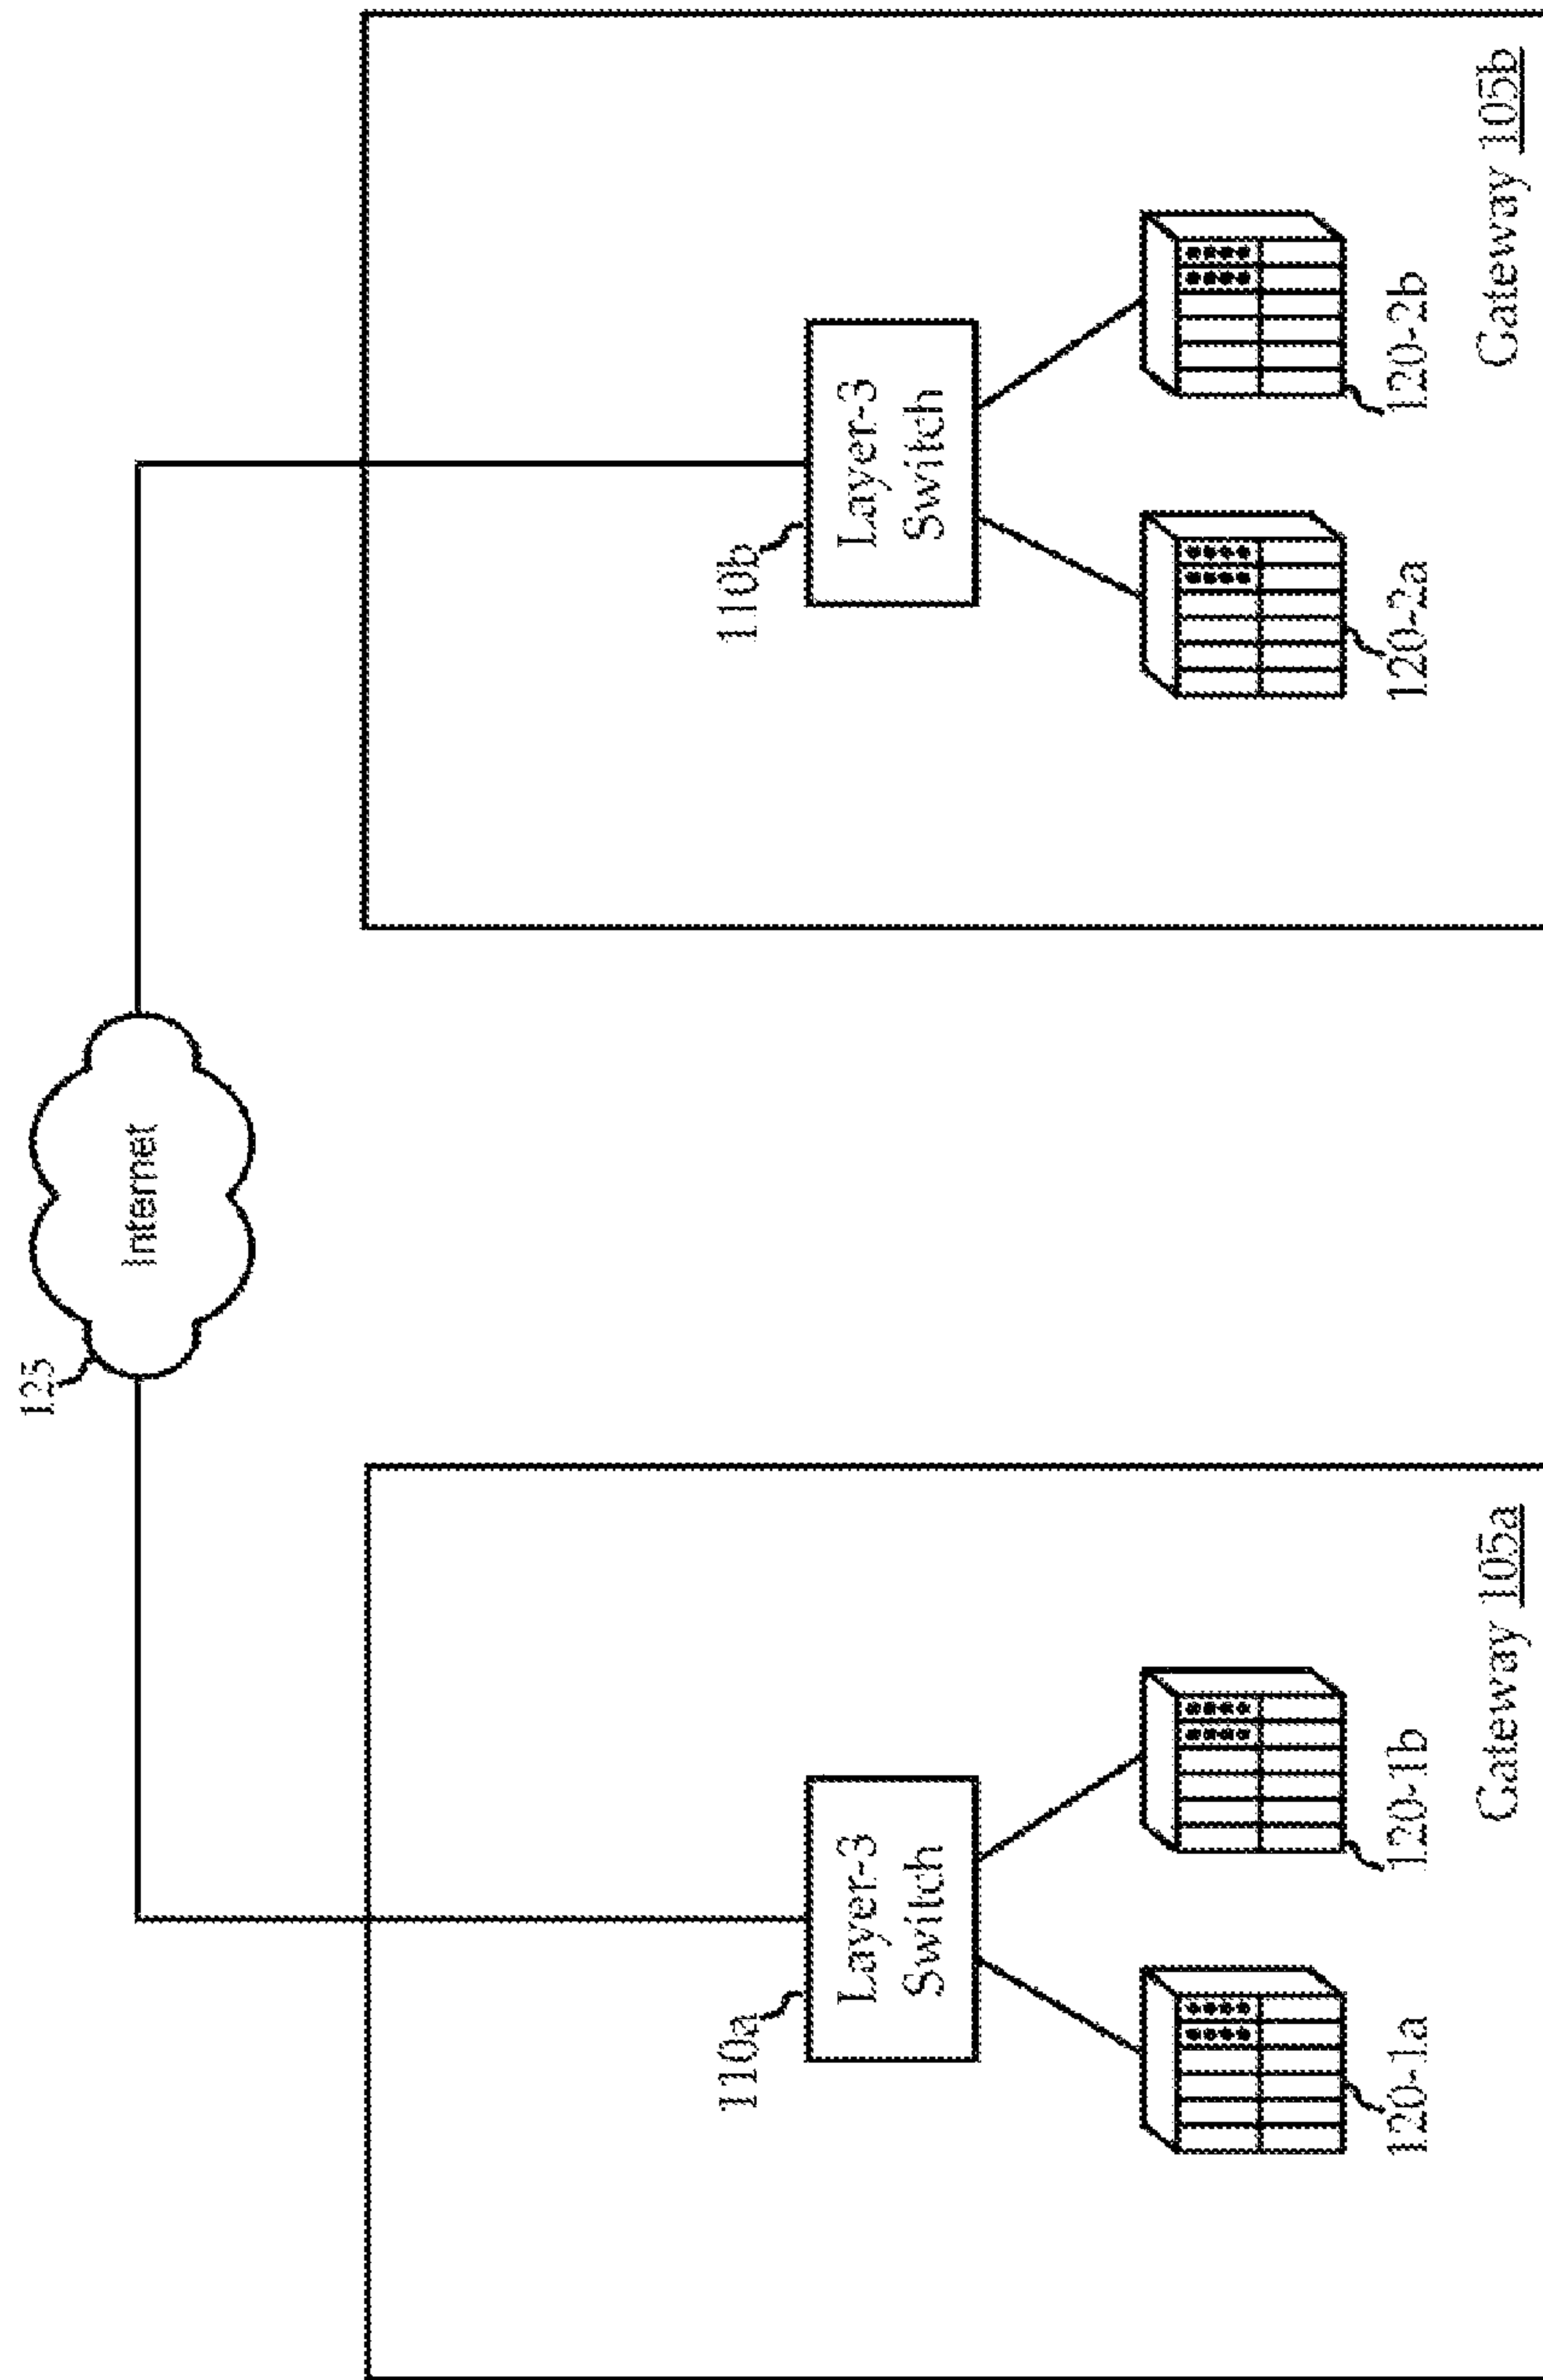 125
Internet
110a
Layer-3
Switch
120-1a
120-1b
Gateway 105a
110b
Layer-3
Switch
120-2a
120-2b
Gateway 105b